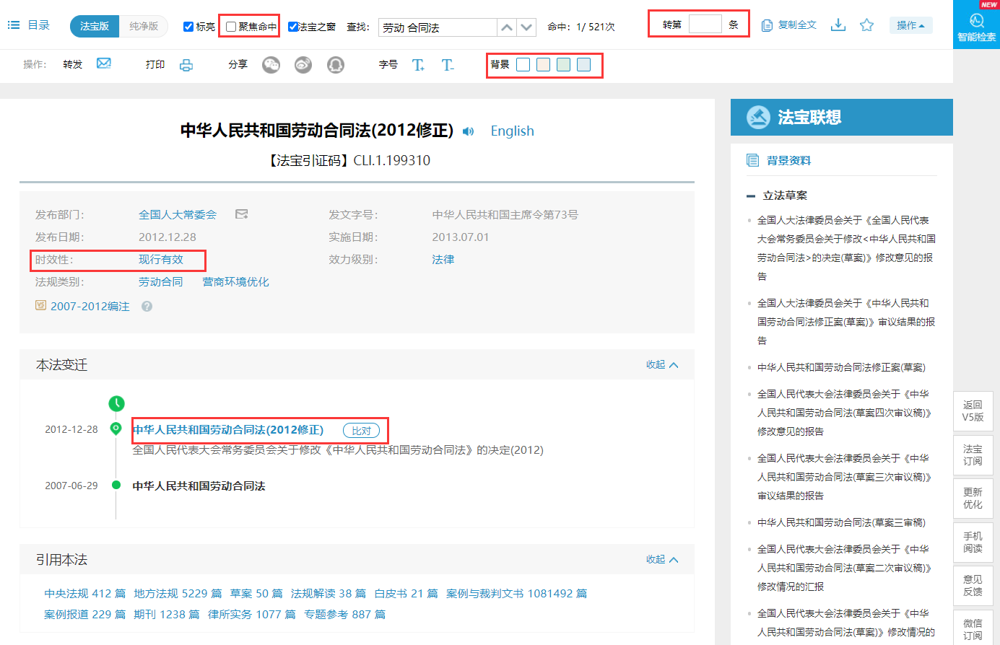 目录 法宝版 纯净版 标亮 聚焦命中 法宝之窗 查找: 劳动 合同法 命中: 1/ 521次 转第 条 复制全文 操作
NEW
智能检索
操作: 转发 打印 分享 字号 T+ T- 背景
中华人民共和国劳动合同法(2012修正) English
【法宝引证码】CLI.1.199310
发布部门: 全国人大常委会 发文字号: 中华人民共和国主席令第73号
发布日期: 2012.12.28 实施日期: 2013.07.01
时效性: 现行有效 效力级别: 法律
法规类别: 劳动合同 营商环境优化
2007-2012编注 ?
本法变迁 收起
2012-12-28 中华人民共和国劳动合同法(2012修正) 比对
全国人民代表大会常务委员会关于修改《中华人民共和国劳动合同法》的决定(2012)
2007-06-29 中华人民共和国劳动合同法
引用本法 收起
中央法规 412 篇 地方法规 5229 篇 草案 50 篇 法规解读 38 篇 白皮书 21 篇 案例与裁判文书 1081492 篇
案例报道 229 篇 期刊 1238 篇 律所实务 1077 篇 专题参考 887 篇
法宝联想
背景资料
立法草案
全国人大法律委员会关于《全国人民代表
大会常务委员会关于修改<中华人民共和国
劳动合同法>的决定(草案)》修改意见的报
告
全国人大法律委员会关于《中华人民共和
国劳动合同法修正案(草案)》审议结果的报
告
中华人民共和国劳动合同法修正案(草案)
全国人民代表大会法律委员会关于《中华
人民共和国劳动合同法(草案四次审议稿)》
修改意见的报告
全国人民代表大会法律委员会关于《中华
人民共和国劳动合同法(草案三次审议稿)》
审议结果的报告
中华人民共和国劳动合同法(草案三审稿)
全国人民代表大会法律委员会关于《中华
人民共和国劳动合同法(草案二次审议稿)》
修改情况的汇报
全国人民代表大会法律委员会关于《中华
人民共和国劳动合同法(草案)》修改情况的
返回
V5版
法宝
订阅
更新
优化
手机
阅读
意见
反馈
微信
订阅